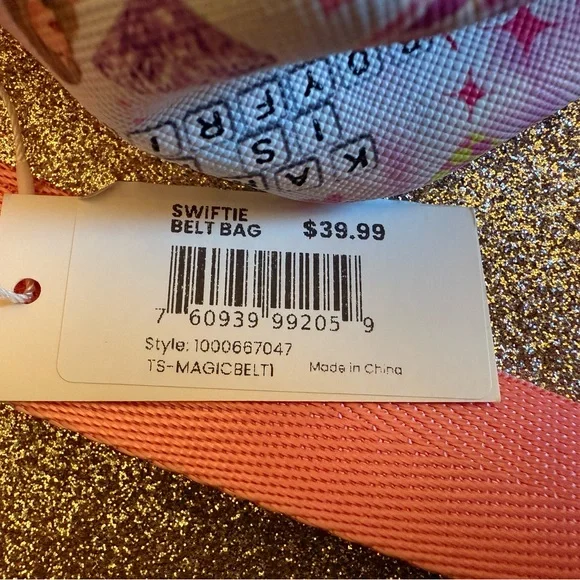 SWIFTIE
BELT BAG $39.99
7 60939 99205 9
Style: 1000667047
TS-MAGICBELT1 Made in China